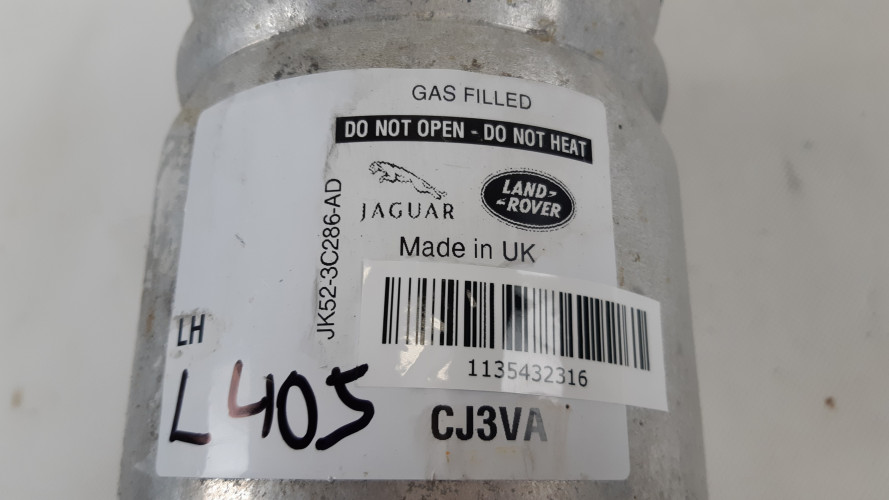 GAS FILLED
DO NOT OPEN - DO NOT HEAT
JAGUAR
LAND-
-ROVER
Made in UK
JK52-3C286-AD
1135432316
LH
L405
CJ3VA